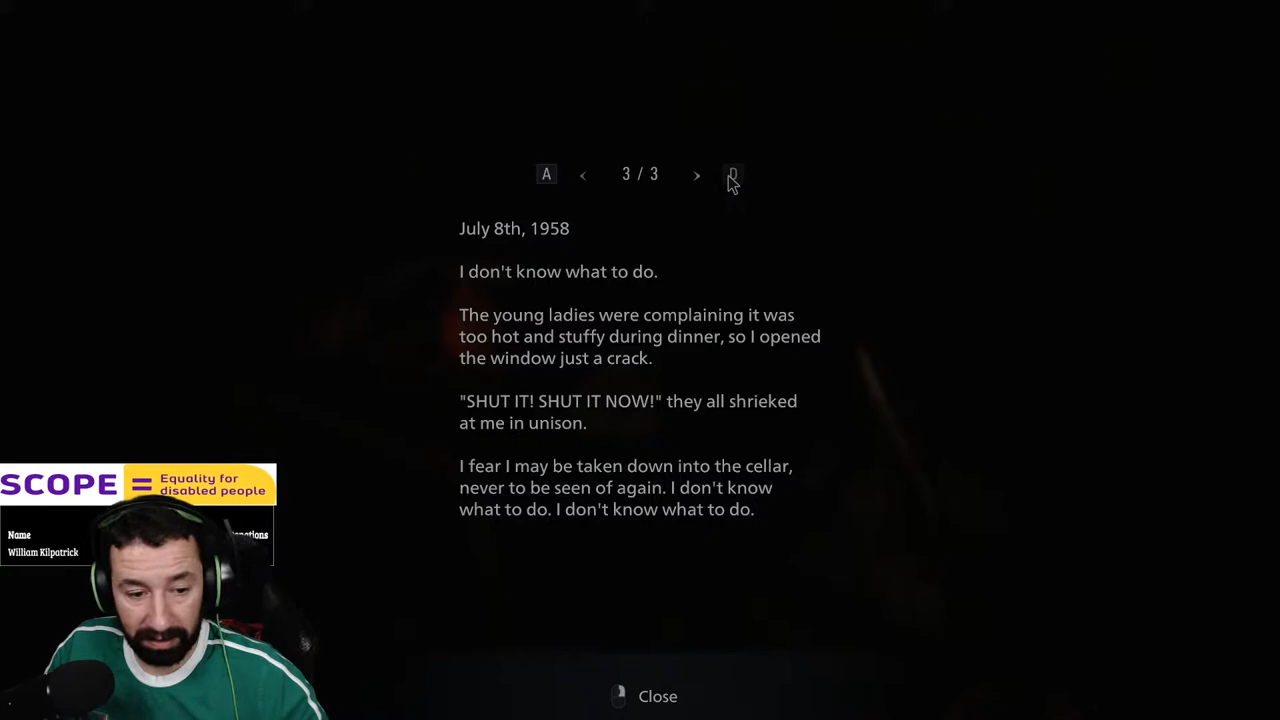 A < 3 / 3 > D
July 8th, 1958
I don't know what to do.
The young ladies were complaining it was
too hot and stuffy during dinner, so I opened
the window just a crack.
"SHUT IT! SHUT IT NOW!" they all shrieked
at me in unison.
I fear I may be taken down into the cellar,
never to be seen of again. I don't know
what to do. I don't know what to do.
SCOPE = Equality for
disabled people
Name
William Kilpatrick
Close